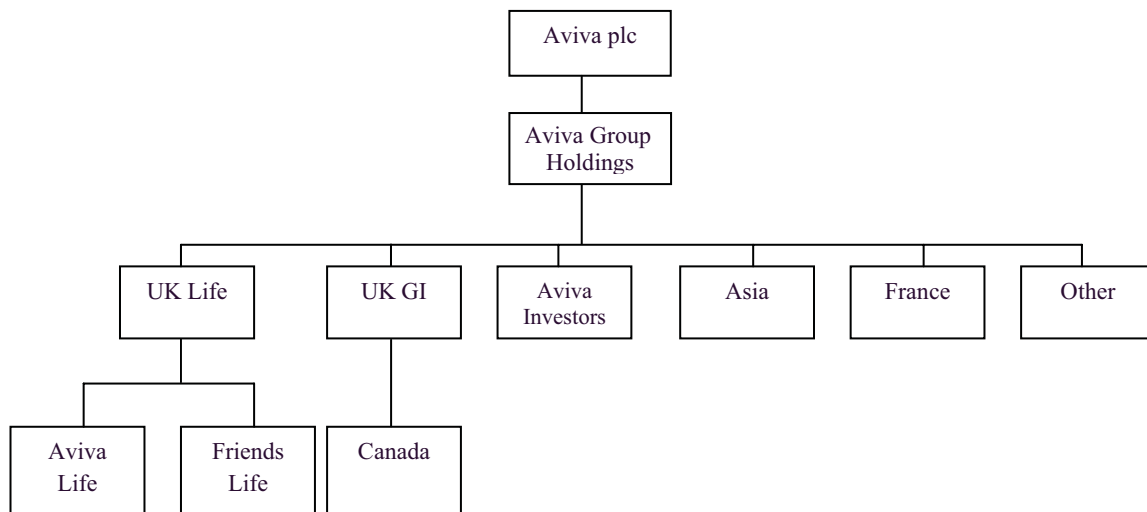 Aviva plc
Aviva Group
Holdings
UK Life
UK GI
Aviva
Investors
Asia
France
Other
Aviva
Life
Friends
Life
Canada